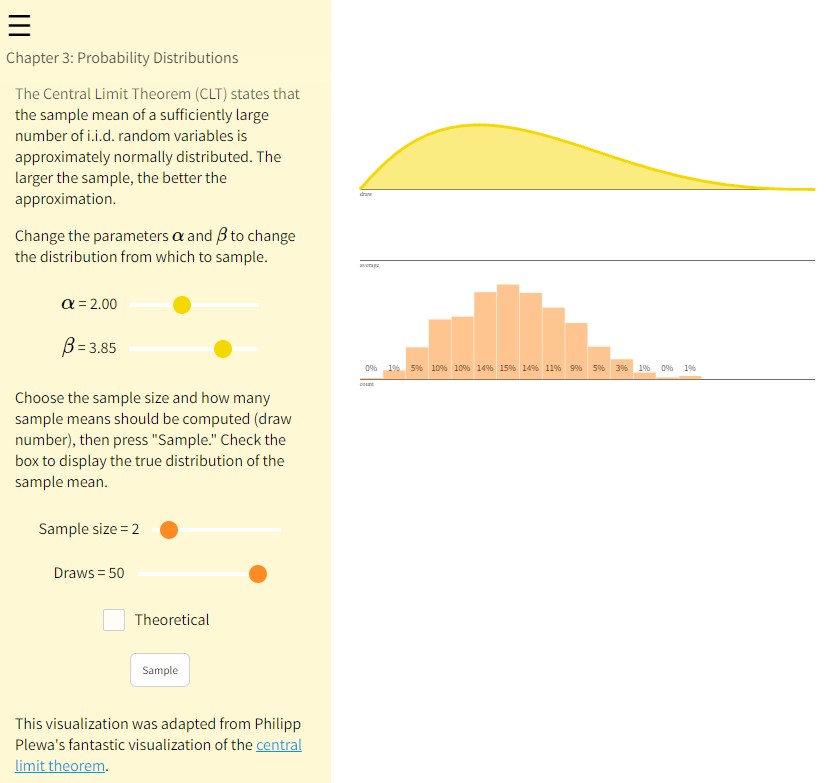 ☰
Chapter 3: Probability Distributions
The Central Limit Theorem (CLT) states that
the sample mean of a sufficiently large
number of i.i.d. random variables is
approximately normally distributed. The
larger the sample, the better the
approximation.
Change the parameters α and β to change
the distribution from which to sample.
α = 2.00
β = 3.85
Choose the sample size and how many
sample means should be computed (draw
number), then press "Sample." Check the
box to display the true distribution of the
sample mean.
Sample size = 2
Draws = 50
Theoretical
Sample
This visualization was adapted from Philipp
Plewa's fantastic visualization of the central
limit theorem.
draw
average
0% 1% 5% 10% 10% 14% 15% 14% 11% 9% 5% 3% 1% 0% 1%
count